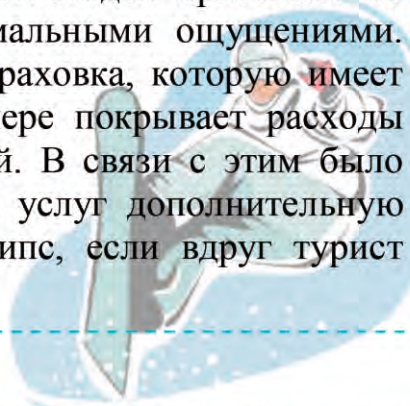 мальными ощущениями.
раховка, которую имеет
ере покрывает расходы
й. В связи с этим было
услуг дополнительную
ипс, если вдруг турист